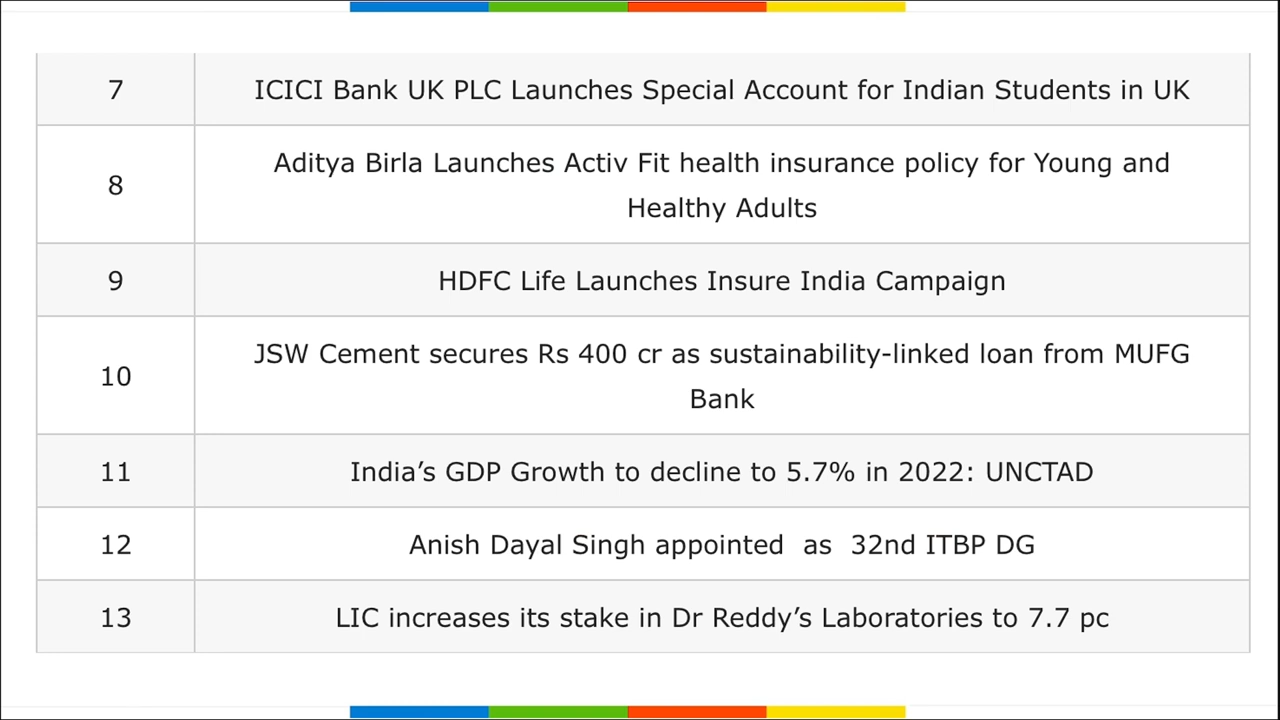 7
ICICI Bank UK PLC Launches Special Account for Indian Students in UK
8
Aditya Birla Launches Activ Fit health insurance policy for Young and
Healthy Adults
9
HDFC Life Launches Insure India Campaign
10
JSW Cement secures Rs 400 cr as sustainability-linked loan from MUFG
Bank
11
India’s GDP Growth to decline to 5.7% in 2022: UNCTAD
12
Anish Dayal Singh appointed as 32nd ITBP DG
13
LIC increases its stake in Dr Reddy’s Laboratories to 7.7 pc